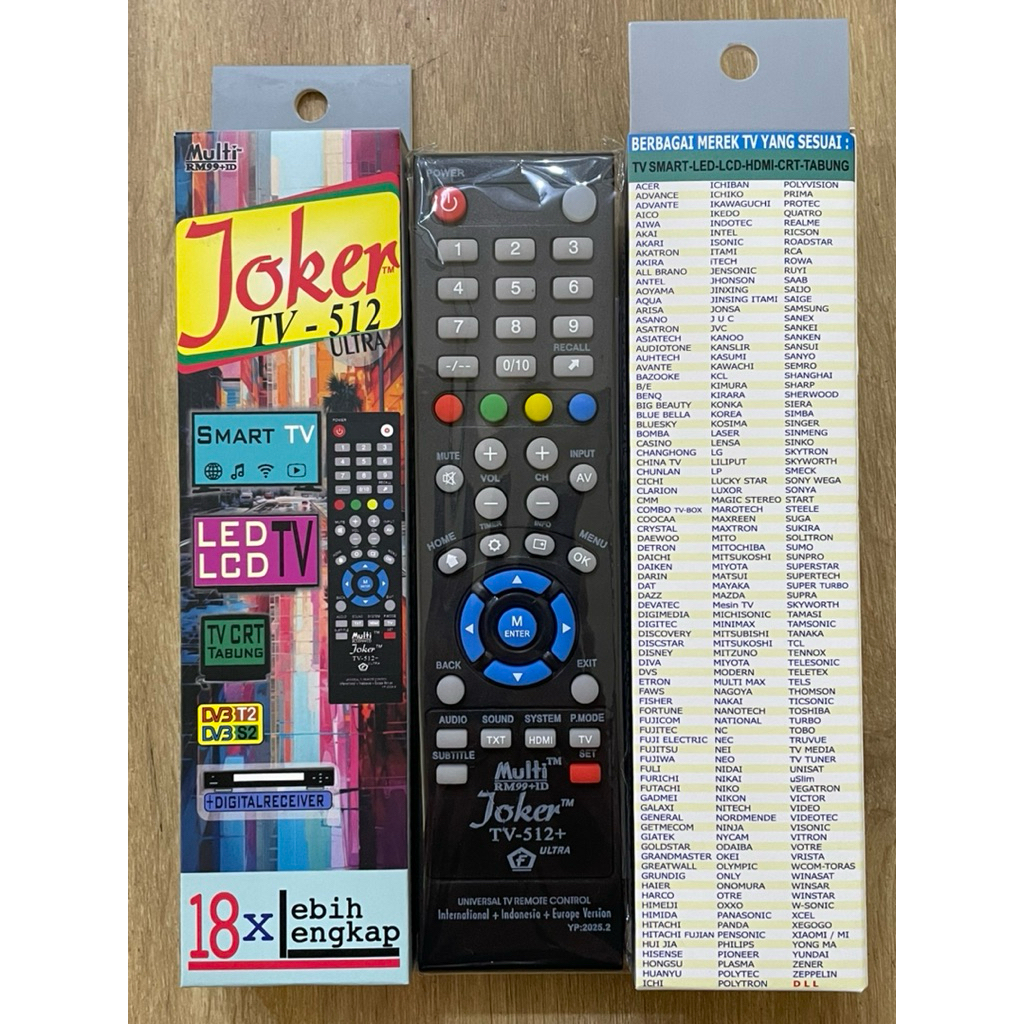 Multi-
RM99+ID
Joker™
TV - 512
ULTRA
SMART TV
LED
LCD
TV
TV CRT
TABUNG
DVB T2
DVB S2
+DIGITALRECEIVER
18x Lebih
Lengkap
POWER
1 2 3
4 5 6
7 8 9
RECALL
-/-- 0/10
MUTE INPUT
+ +
VOL CH AV
- -
TIMER INFO
HOME MENU
OK
M
ENTER
BACK EXIT
AUDIO SOUND SYSTEM P.MODE
TXT HDMI TV
SUBTITLE SET
Multi™
RM99+ID
Joker™
TV-512+
ULTRA
F
UNIVERSAL TV REMOTE CONTROL
International + Indonesia + Europe Version
YP:2025.2
BERBAGAI MEREK TV YANG SESUAI :
TV SMART-LED-LCD-HDMI-CRT-TABUNG
ACER ICHIBAN POLYVISION
ADVANCE ICHIKO PRIMA
ADVANTE IKAWAGUCHI PROTEC
AICO IKEDO QUATRO
AIWA INDOTEC REALME
AKAI INTEL RICSON
AKARI ISONIC ROADSTAR
AKATRON ITAMI RCA
AKIRA iTECH ROWA
ALL BRANO JENSONIC RUYI
ANTEL JHONSON SAAB
AOYAMA JINXING SAIJO
AQUA JINSING ITAMI SAIGE
ARISA JONSA SAMSUNG
ASANO J U C SANEX
ASATRON JVC SANKEI
ASIATECH KANOO SANKEN
AUDIOTONE KANSLIR SANSUI
AUHTECH KASUMI SANYO
AVANTE KAWACHI SEMRO
BAZOOKE KCL SHANGHAI
B/E KIMURA SHARP
BENQ KIRARA SHERWOOD
BIG BEAUTY KONKA SIERA
BLUE BELLA KOREA SIMBA
BLUESKY KOSIMA SINGER
BOMBA LASER SINMENG
CASINO LENSA SINKO
CHANGHONG LG SKYTRON
CHINA TV LILIPUT SKYWORTH
CHUNLAN LP SMECK
CICHI LUCKY STAR SONY WEGA
CLARION LUXOR SONYA
CMM MAGIC STEREO START
COMBO TV-BOX MAROTECH STEELE
COOCAA MAXREEN SUGA
CRYSTAL MAXTRON SUKIRA
DAEWOO MITO SOLITRON
DETRON MITOCHIBA SUMO
DAICHI MITSUKOSHI SUNPRO
DAIKEN MIYOTA SUPERSTAR
DARIN MATSUI SUPERTECH
DAT MAYAKA SUPER TURBO
DAZZ MAZDA SUPRA
DEVATEC Mesin TV SKYWORTH
DIGIMEDIA MICHISONIC TAMASI
DIGITEC MINIMAX TAMSONIC
DISCOVERY MITSUBISHI TANAKA
DISCSTAR MITSUKOSHI TCL
DISNEY MITZUNO TENNOX
DIVA MIYOTA TELESONIC
DVS MODERN TELETEX
ETRON MULTI MAX TELS
FAWS NAGOYA THOMSON
FISHER NAKAI TICSONIC
FORTUNE NANOTECH TOSHIBA
FUJICOM NATIONAL TURBO
FUJITEC NC TOBO
FUJI ELECTRIC NEC TRUVUE
FUJITSU NEI TV MEDIA
FUJIWA NEO TV TUNER
FULI NIDAI UNISAT
FURICHI NIKAI uSlim
FUTACHI NIKO VEGATRON
GADMEI NIKON VICTOR
GALAXI NITECH VIDEO
GENERAL NORDMENDE VIDEOTEC
GETMECOM NINJA VISONIC
GIATEK NYCAM VITRON
GOLDSTAR ODAIBA VOTRE
GRANDMASTER OKEI VRISTA
GREATWALL OLYMPIC WCOM-TORAS
GRUNDIG ONLY WINASAT
HAIER ONOMURA WINSAR
HARCO OTRE WINSTAR
HIMEIJI OXXO W-SONIC
HIMIDA PANASONIC XCEL
HITACHI PANDA XEGOGO
HITACHI FUJIAN PENSONIC XIAOMI / MI
HUI JIA PHILIPS YONG MA
HISENSE PIONEER YUNDAI
HONGSU PLASMA ZENER
HUANYU POLYTEC ZEPPELIN
ICHI POLYTRON D L L